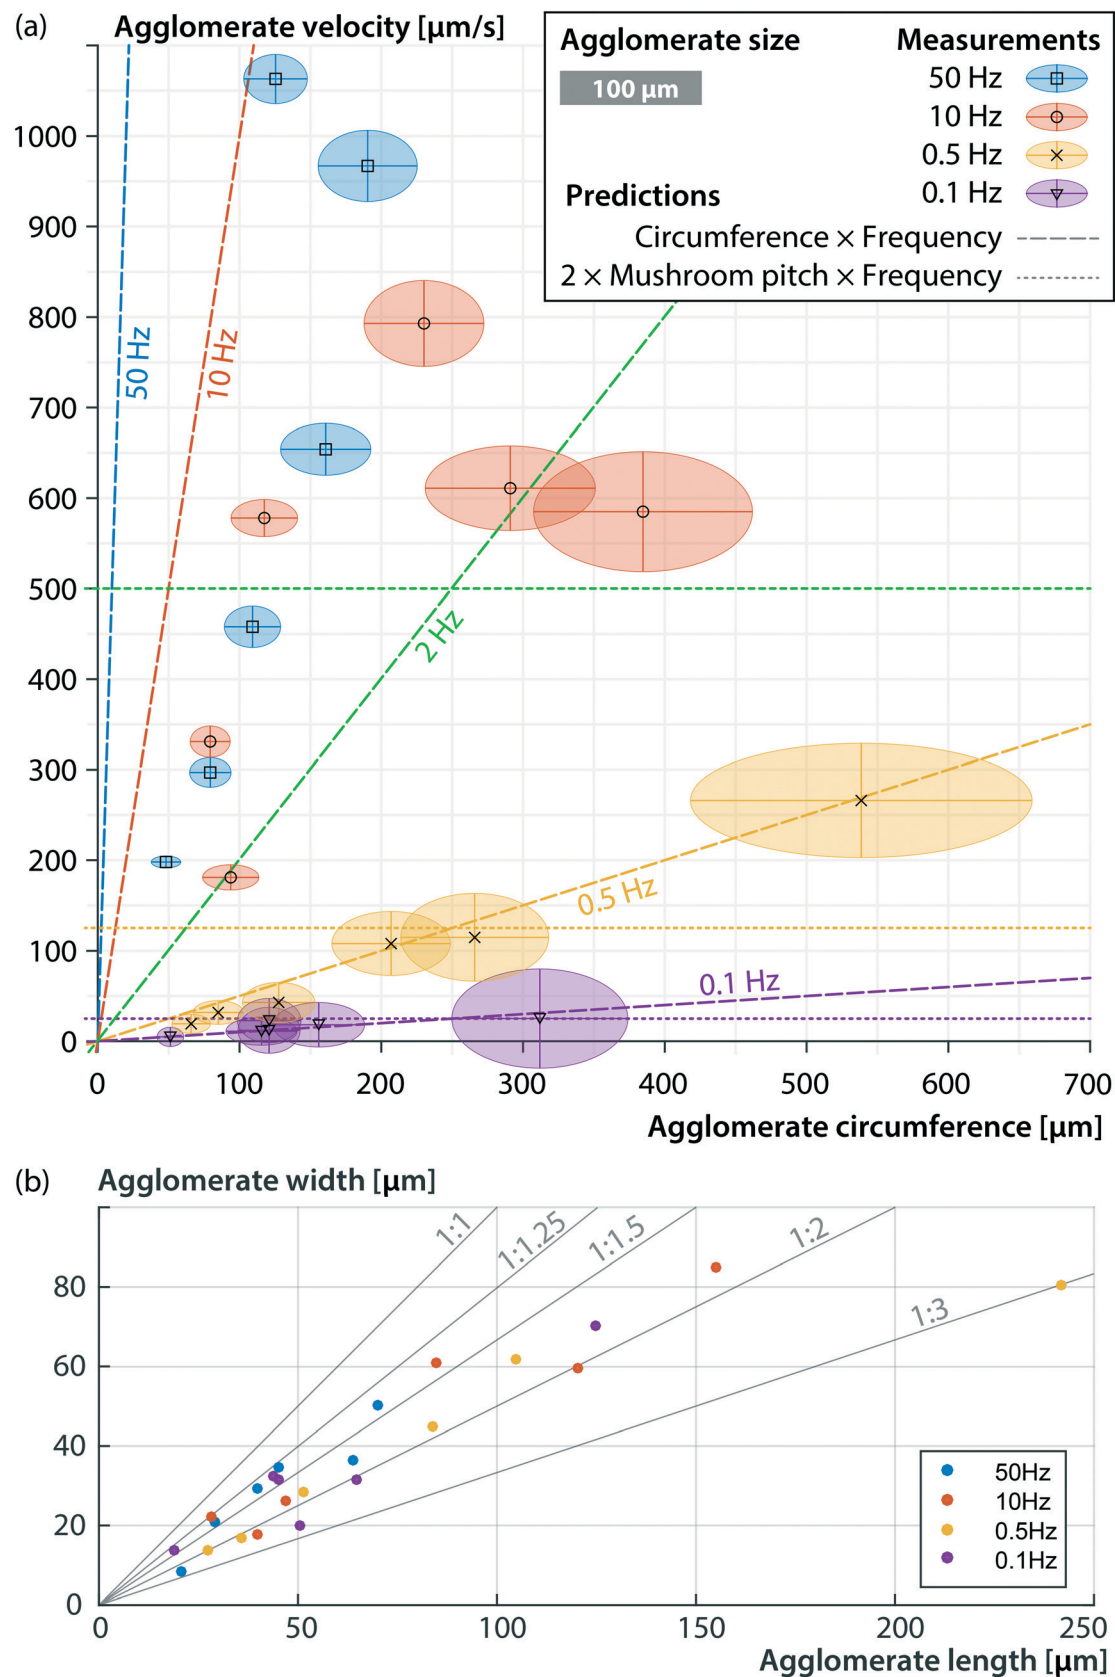 (a) Agglomerate velocity [μm/s]
Agglomerate size
100 μm
Measurements
50 Hz
10 Hz
0.5 Hz
0.1 Hz
Predictions
Circumference × Frequency
2 × Mushroom pitch × Frequency
1000
900
800
700
600
500
400
300
200
100
0
50 Hz
10 Hz
2 Hz
0.5 Hz
0.1 Hz
0 100 200 300 400 500 600 700
Agglomerate circumference [μm]
(b) Agglomerate width [μm]
1:1
1:1.25
1:1.5
1:2
1:3
80
60
40
20
0
50Hz
10Hz
0.5Hz
0.1Hz
0 50 100 150 200 250
Agglomerate length [μm]